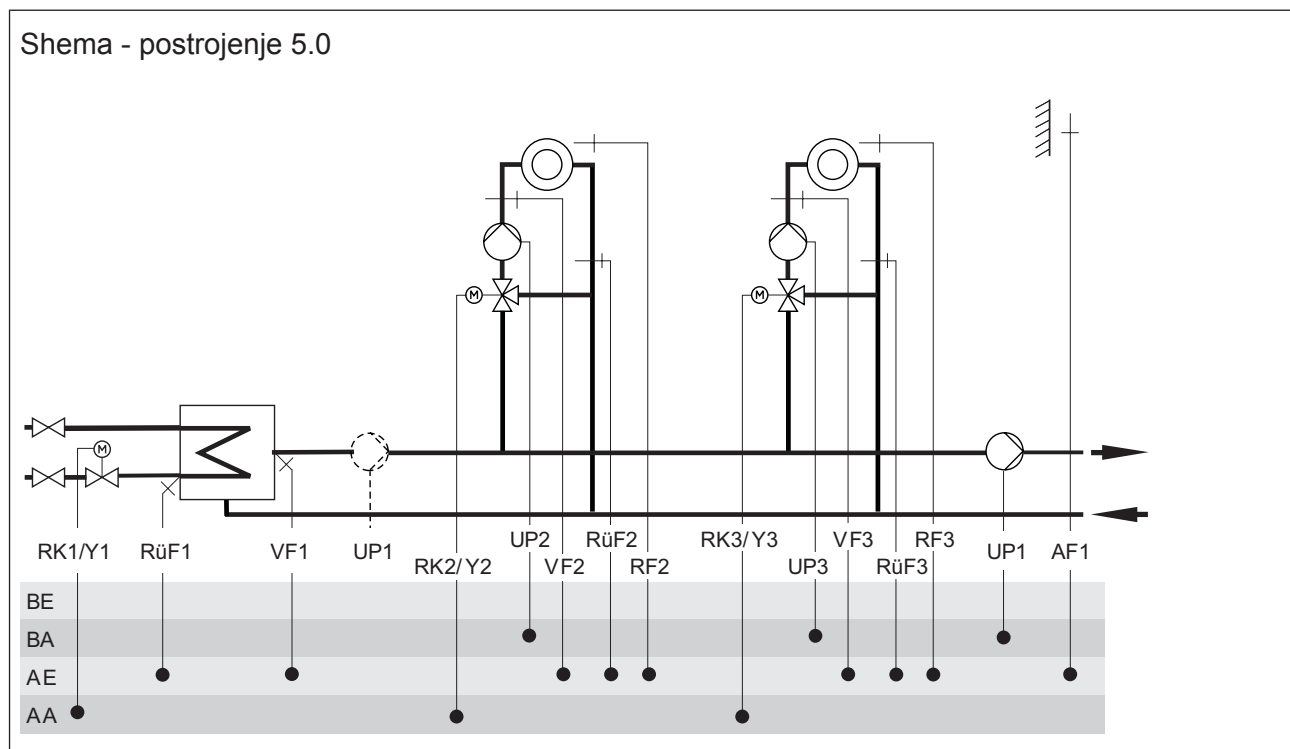 Shema - postrojenje 5.0
M
M
M
RK1/Y1 RüF1 VF1 UP1 RK2/Y2 UP2 VF2 RüF2 RF2 RK3/Y3 UP3 VF3 RüF3 RF3 UP1 AF1
BE
BA
AE
AA